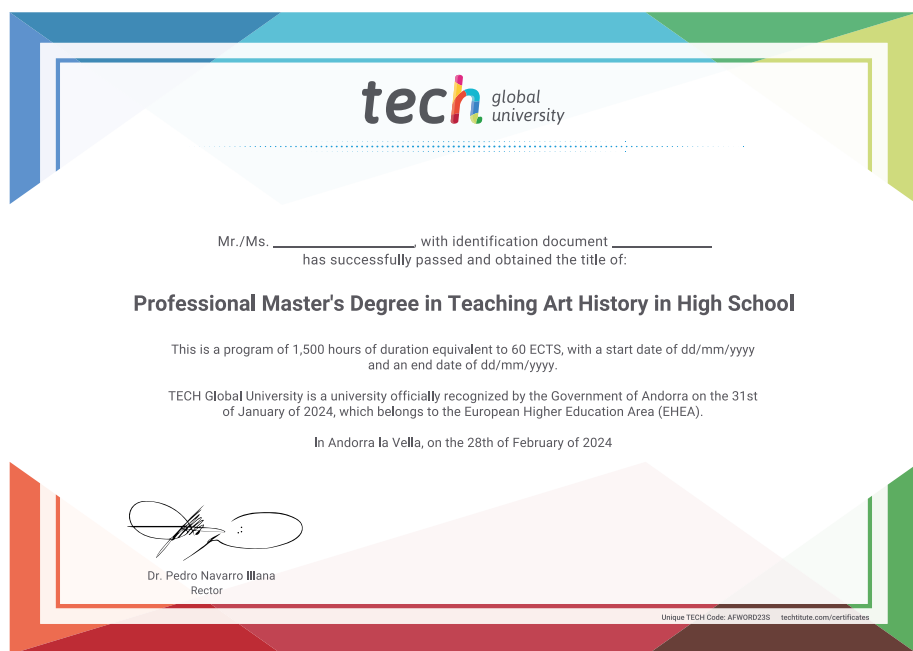 tech global
university
Mr./Ms. ____________________, with identification document ______________
has successfully passed and obtained the title of:
Professional Master's Degree in Teaching Art History in High School
This is a program of 1,500 hours of duration equivalent to 60 ECTS, with a start date of dd/mm/yyyy
and an end date of dd/mm/yyyy.
TECH Global University is a university officially recognized by the Government of Andorra on the 31st
of January of 2024, which belongs to the European Higher Education Area (EHEA).
In Andorra la Vella, on the 28th of February of 2024
Dr. Pedro Navarro Illana
Rector
Unique TECH Code: AFWORD23S techtitute.com/certificates